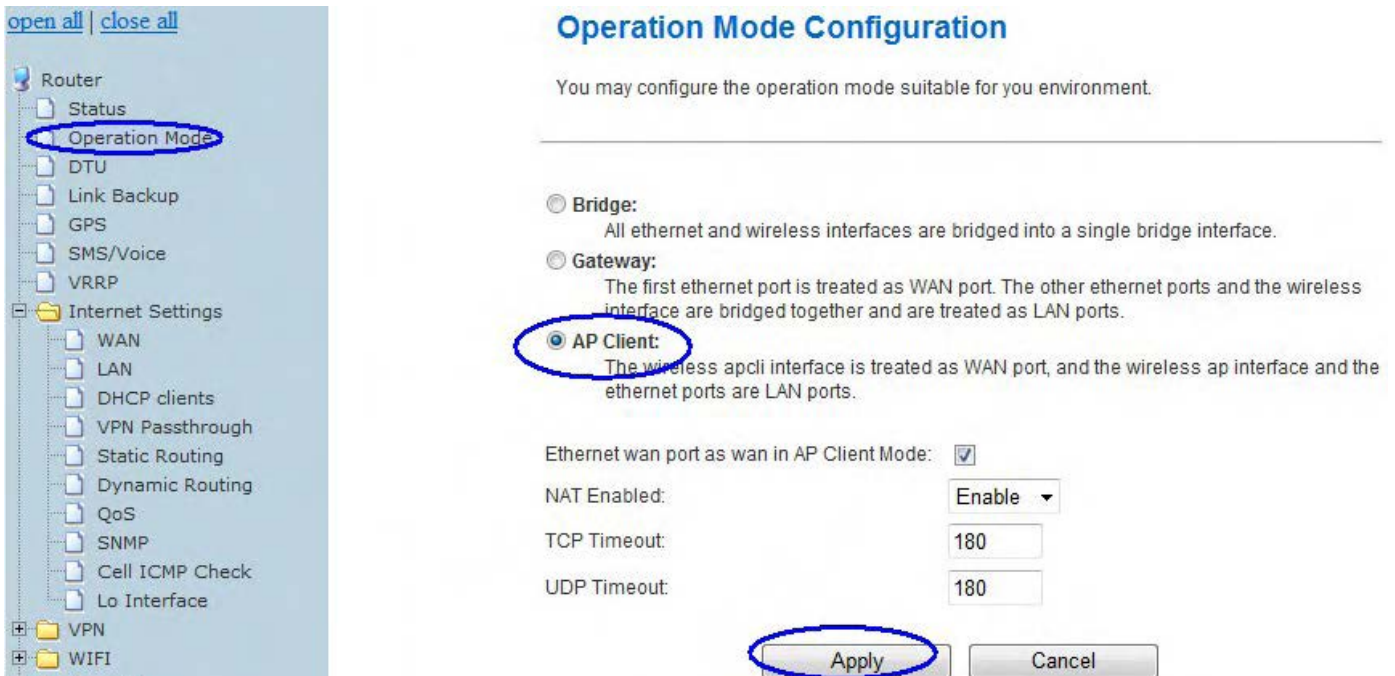 open all | close all
Router
Status
Operation Mode
DTU
Link Backup
GPS
SMS/Voice
VRRP
Internet Settings
WAN
LAN
DHCP clients
VPN Passthrough
Static Routing
Dynamic Routing
QoS
SNMP
Cell ICMP Check
Lo Interface
VPN
WIFI
Operation Mode Configuration
You may configure the operation mode suitable for you environment.
Bridge:
All ethernet and wireless interfaces are bridged into a single bridge interface.
Gateway:
The first ethernet port is treated as WAN port. The other ethernet ports and the wireless
interface are bridged together and are treated as LAN ports.
AP Client:
The wireless apcli interface is treated as WAN port, and the wireless ap interface and the
ethernet ports are LAN ports.
Ethernet wan port as wan in AP Client Mode:
NAT Enabled: Enable
TCP Timeout: 180
UDP Timeout: 180
Apply Cancel